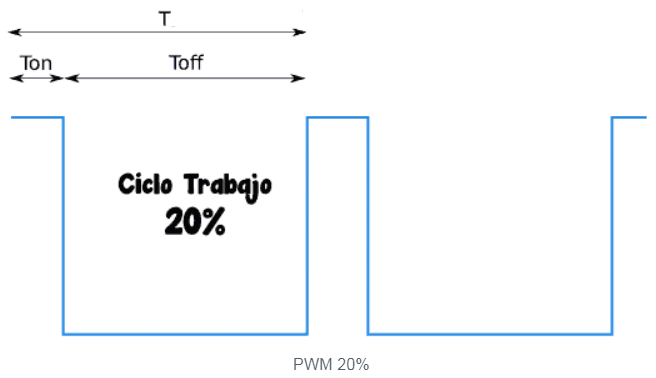 T
Ton Toff
Ciclo Trabajo
20%
PWM 20%